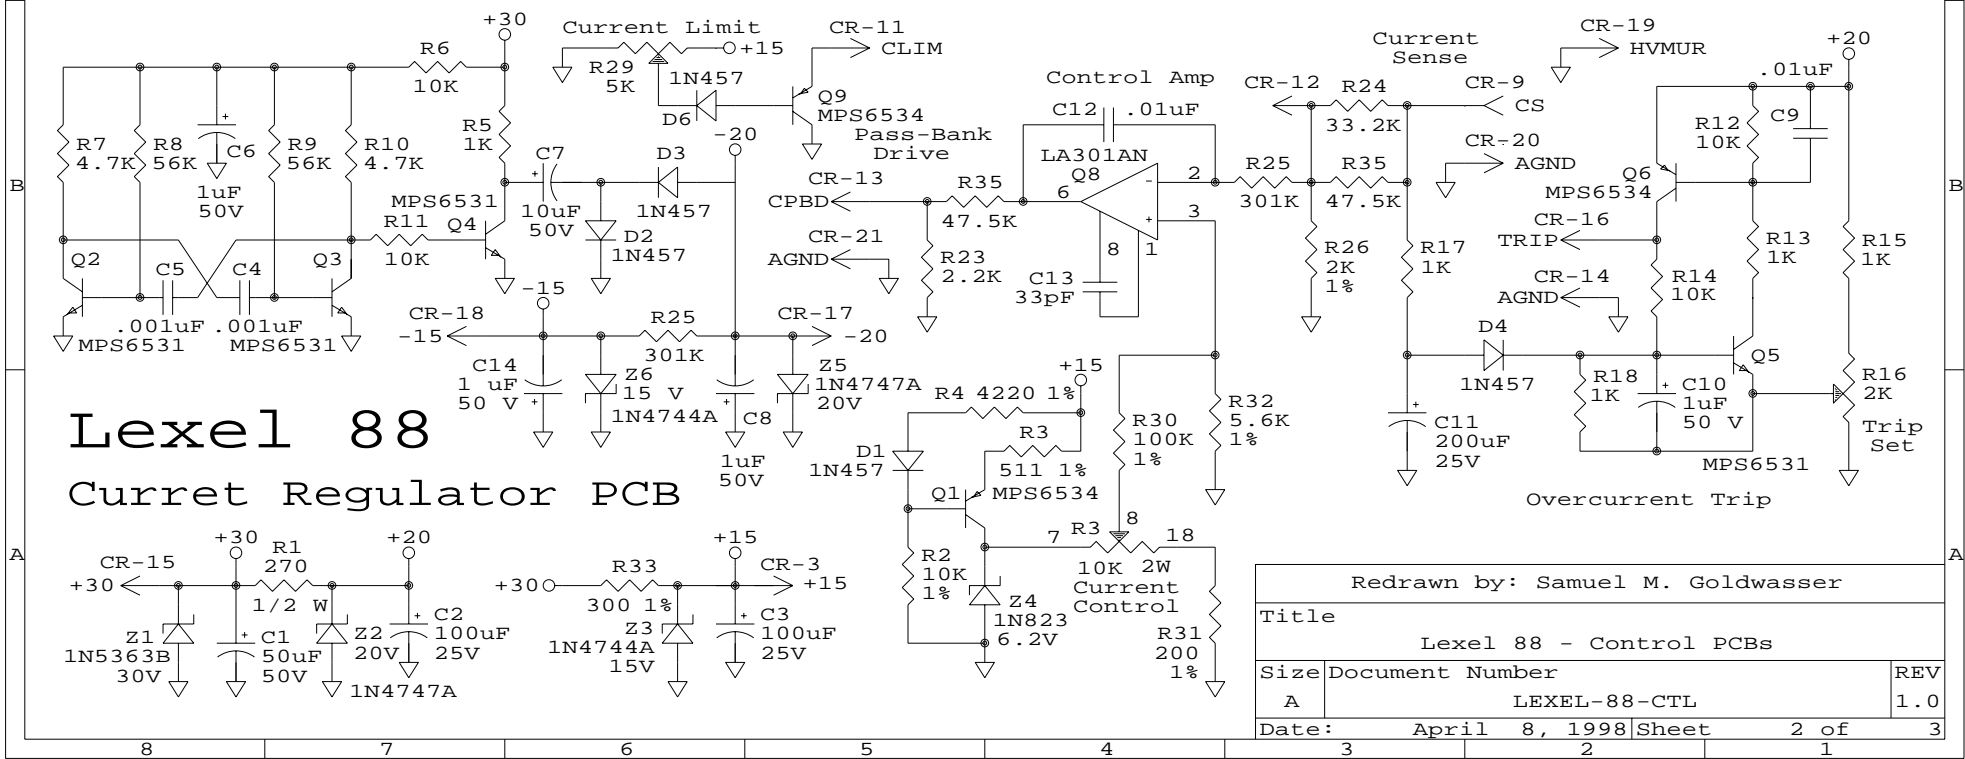 +30
Current Limit
+15
CR-11
CLIM
R6
10K
R29
5K
1N457
D6
Q9
MPS6534
-20
Current
Sense
CR-19
HVMUR
+20
.01uF
Control Amp
C12
.01uF
CR-12
R24
33.2K
CR-9
CS
R7
4.7K
R8
56K
C6
1uF
50V
R9
56K
R10
4.7K
R5
1K
C7
10uF
50V
D3
1N457
D2
1N457
Pass-Bank
Drive
CR-13
CPBD
R35
47.5K
LA301AN
Q8
6
2
3
-
+
8
1
R25
301K
R35
47.5K
CR-20
AGND
R12
10K
C9
Q6
MPS6534
B
B
MPS6531
Q4
R11
10K
CR-21
AGND
R23
2.2K
C13
33pF
R26
2K
1%
R17
1K
CR-16
TRIP
CR-14
AGND
R14
10K
R13
1K
R15
1K
Q2
C5
C4
Q3
.001uF
.001uF
MPS6531
MPS6531
-15
CR-18
-15
R25
301K
CR-17
-20
C14
1 uF
50 V
Z6
15 V
1N4744A
C8
1uF
50V
Z5
1N4747A
20V
D4
1N457
Q5
R18
1K
C10
1uF
50 V
R16
2K
Trip
Set
MPS6531
Overcurrent Trip
C11
200uF
25V
Lexel 88
Curret Regulator PCB
+15
R4 4220 1%
R3
511 1%
D1
1N457
Q1
MPS6534
R30
100K
1%
R32
5.6K
1%
8
7
R3
18
10K 2W
Current
Control
R2
10K
1%
Z4
1N823
6.2V
R31
200
1%
A
A
+30
+20
CR-15
+30
R1
270
1/2 W
Z1
1N5363B
30V
C1
50uF
50V
Z2
20V
1N4747A
C2
100uF
25V
+15
+30
R33
300 1%
CR-3
+15
Z3
1N4744A
15V
C3
100uF
25V
Redrawn by: Samuel M. Goldwasser
Title
Lexel 88 - Control PCBs
Size
Document Number
REV
A
LEXEL-88-CTL
1.0
Date: April 8, 1998
Sheet 2 of 3
8
7
6
5
4
3
2
1